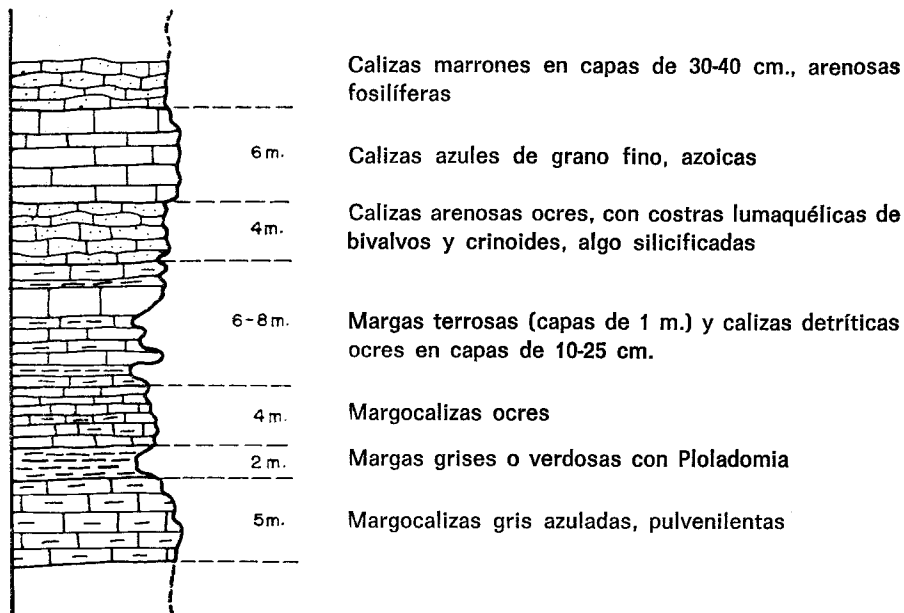 Calizas marrones en capas de 30-40 cm., arenosas
fosilíferas
6 m.
Calizas azules de grano fino, azoicas
4 m.
Calizas arenosas ocres, con costras lumaquélicas de
bivalvos y crinoides, algo silicificadas
6-8 m.
Margas terrosas (capas de 1 m.) y calizas detríticas
ocres en capas de 10-25 cm.
4 m.
Margocalizas ocres
2 m.
Margas grises o verdosas con Ploladomia
5 m.
Margocalizas gris azuladas, pulvenilentas